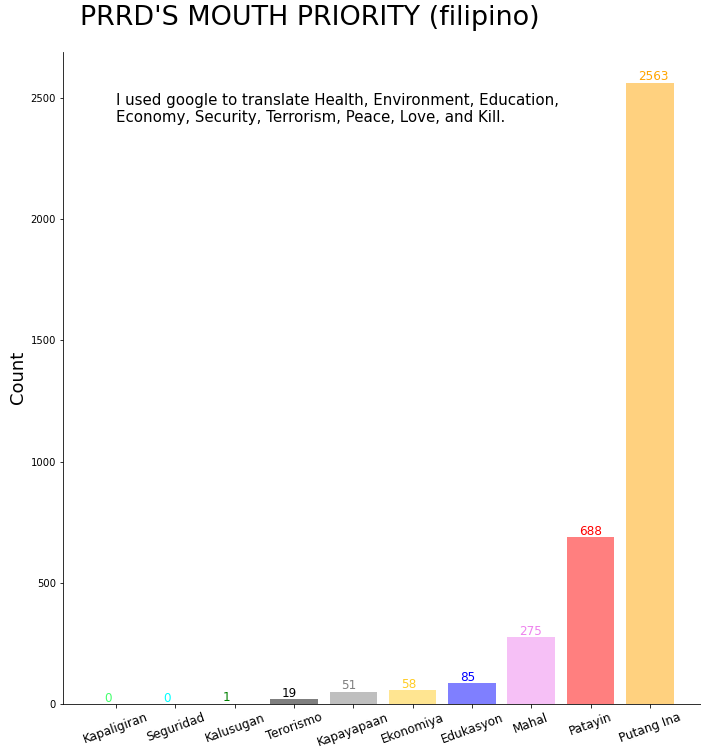 PRRD'S MOUTH PRIORITY (filipino)
I used google to translate Health, Environment, Education,
Economy, Security, Terrorism, Peace, Love, and Kill.
Count
2500
2000
1500
1000
500
0
0
0
1
19
51
58
85
275
688
2563
Kapaligiran
Seguridad
Kalusugan
Terorismo
Kapayapaan
Ekonomiya
Edukasyon
Mahal
Patayin
Putang Ina